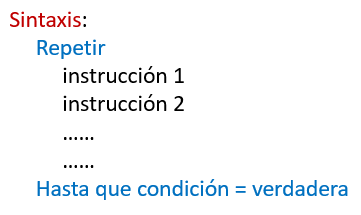 Sintaxis:
Repetir
instrucción 1
instrucción 2
......
......
Hasta que condición = verdadera